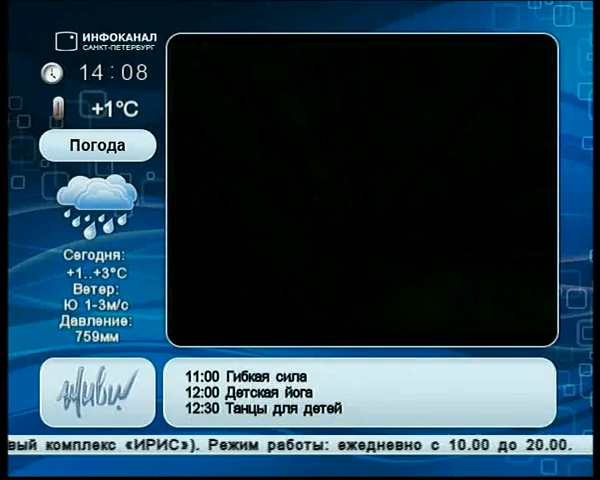 ИНФОКАНАЛ
САНКТ-ПЕТЕРБУРГ
14:08
+1°C
Погода
Сегодня:
+1..+3°C
Ветер:
Ю 1-3м/с
Давление:
759мм
Живи!
11:00 Гибкая сила
12:00 Детская йога
12:30 Танцы для детей
вый комплекс «ИРИС»). Режим работы: ежедневно с 10.00 до 20.00.